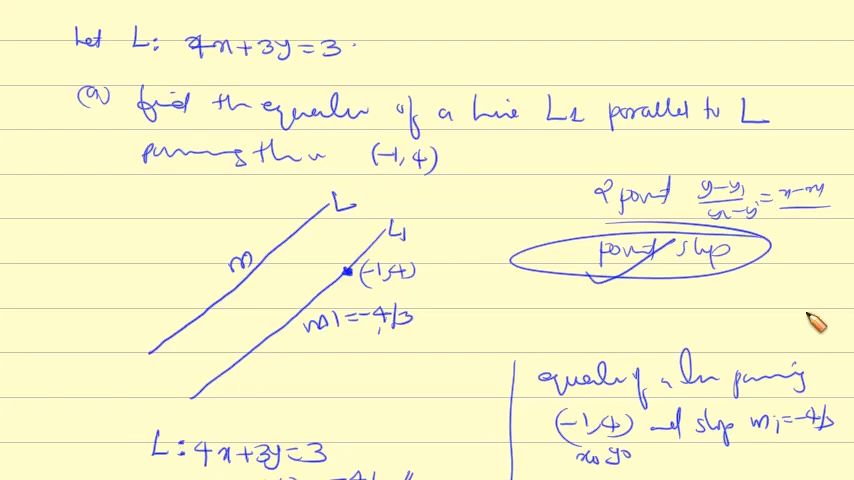 Let L: 4x+3y=3.
(a) find the equation of a line L1 parallel to L
passing thru (-1,4)
2 point y-y1/y2-y1 = x-x1
point slop
L
L1
m
(-1,4)
m1=-4/3
equation of a line passing
(-1,4) and slop m1=-4/3
x0 y0
L: 4x+3y=3